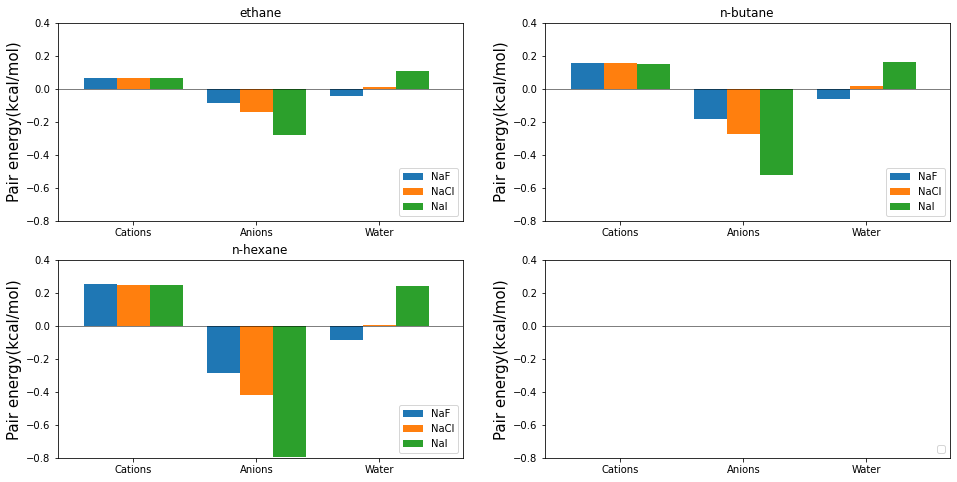 ethane
Pair energy(kcal/mol)
0.4
0.2
0.0
−0.2
−0.4
−0.6
−0.8
Cations Anions Water
NaF
NaCl
NaI
n-butane
Pair energy(kcal/mol)
0.4
0.2
0.0
−0.2
−0.4
−0.6
−0.8
Cations Anions Water
NaF
NaCl
NaI
n-hexane
Pair energy(kcal/mol)
0.4
0.2
0.0
−0.2
−0.4
−0.6
−0.8
Cations Anions Water
NaF
NaCl
NaI
Pair energy(kcal/mol)
0.4
0.2
0.0
−0.2
−0.4
−0.6
−0.8
Cations Anions Water